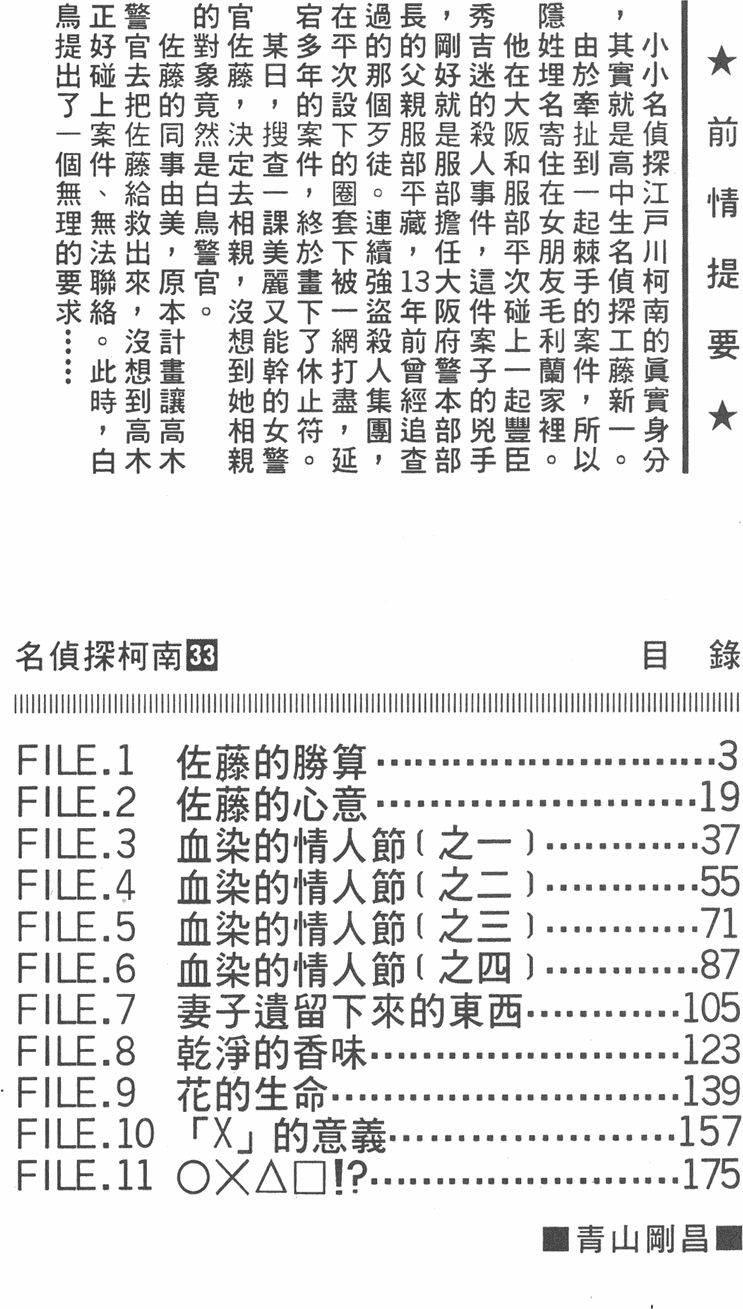 ★前情提要★
小小名偵探江戶川柯南的眞實身分
，其實就是高中生名偵探工藤新一。
由於牽扯到一起棘手的案件，所以
隱姓埋名寄住在女朋友毛利蘭家裡。
他在大阪和服部平次碰上一起豐臣
秀吉迷的殺人事件，這件案子的兇手
，剛好就是服部擔任大阪府警本部部
長的父親服部平藏，13年前曾經追查
過的那個歹徒。連續強盜殺人集團，
在平次設下的圈套下被一網打盡，延
宕多年的案件，終於畫下了休止符。
某日，搜查一課美麗又能幹的女警
官佐藤，決定去相親，沒想到她相親
的對象竟然是白鳥警官。
佐藤的同事由美，原本計畫讓高木
警官去把佐藤給救出來，沒想到高木
正好碰上案件、無法聯絡。此時，白
鳥提出了一個無理的要求……
名偵探柯南33 目錄
FILE.1 佐藤的勝算…………………………3
FILE.2 佐藤的心意………………………19
FILE.3 血染的情人節（之一）…………37
FILE.4 血染的情人節（之二）…………55
FILE.5 血染的情人節（之三）…………71
FILE.6 血染的情人節（之四）…………87
FILE.7 妻子遺留下來的東西…………105
FILE.8 乾淨的香味……………………123
FILE.9 花的生命………………………139
FILE.10 「X」的意義……………………157
FILE.11 ○×△□!?………………………175
■青山剛昌■